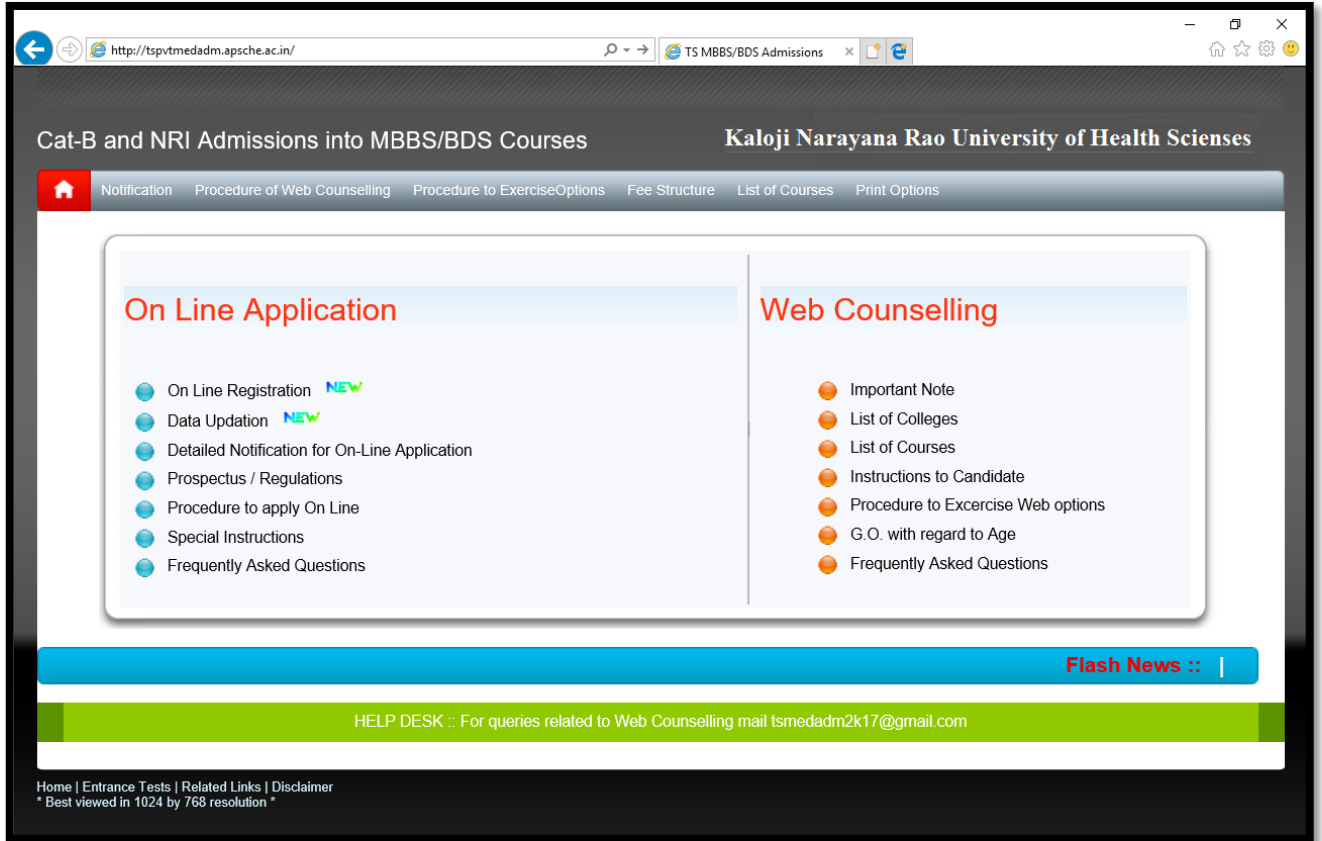 http://tspvtmedadm.apsche.ac.in/
TS MBBS/BDS Admissions
Cat-B and NRI Admissions into MBBS/BDS Courses
Kaloji Narayana Rao University of Health Scienses
Notification Procedure of Web Counselling Procedure to ExerciseOptions Fee Structure List of Courses Print Options
On Line Application
On Line Registration NEW
Data Updation NEW
Detailed Notification for On-Line Application
Prospectus / Regulations
Procedure to apply On Line
Special Instructions
Frequently Asked Questions
Web Counselling
Important Note
List of Colleges
List of Courses
Instructions to Candidate
Procedure to Excercise Web options
G.O. with regard to Age
Frequently Asked Questions
Flash News :: |
HELP DESK :: For queries related to Web Counselling mail tsmedadm2k17@gmail.com
Home | Entrance Tests | Related Links | Disclaimer
* Best viewed in 1024 by 768 resolution *